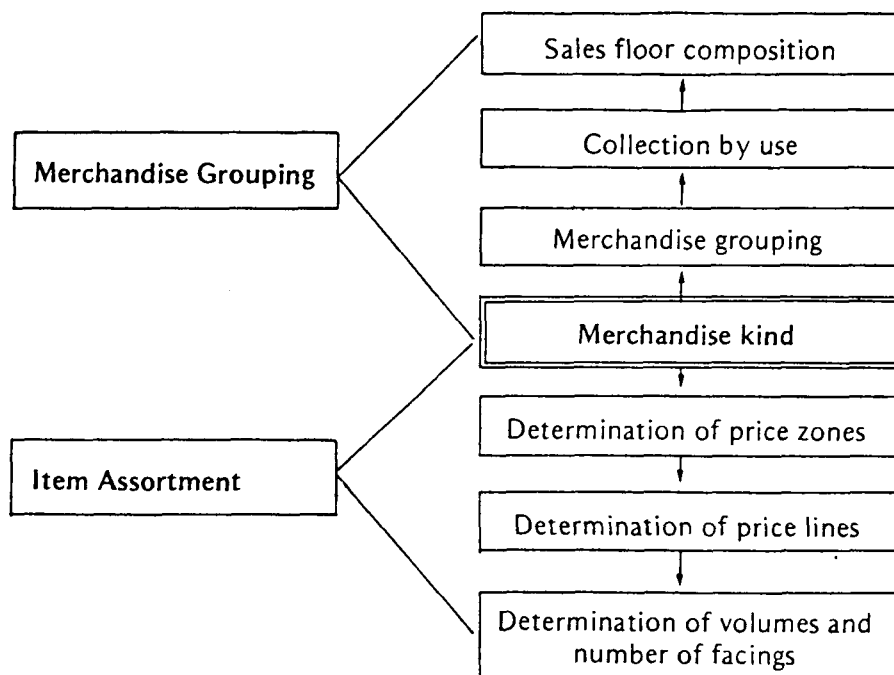 Sales floor composition
Collection by use
Merchandise Grouping
Merchandise grouping
Merchandise kind
Determination of price zones
Item Assortment
Determination of price lines
Determination of volumes and
number of facings